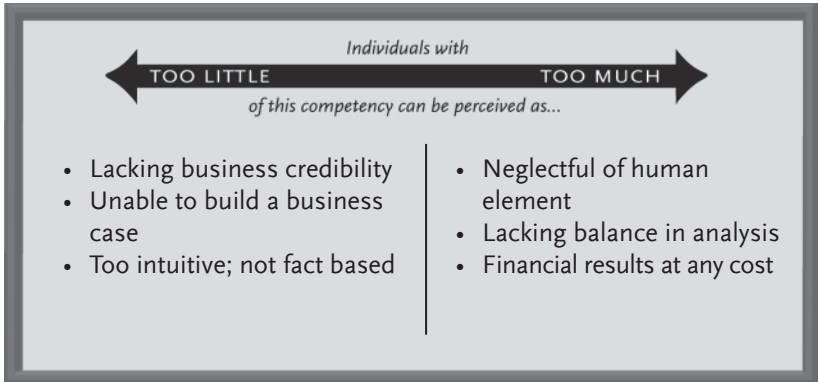 Individuals with
TOO LITTLE TOO MUCH
of this competency can be perceived as...
• Lacking business credibility
• Unable to build a business
case
• Too intuitive; not fact based
• Neglectful of human
element
• Lacking balance in analysis
• Financial results at any cost